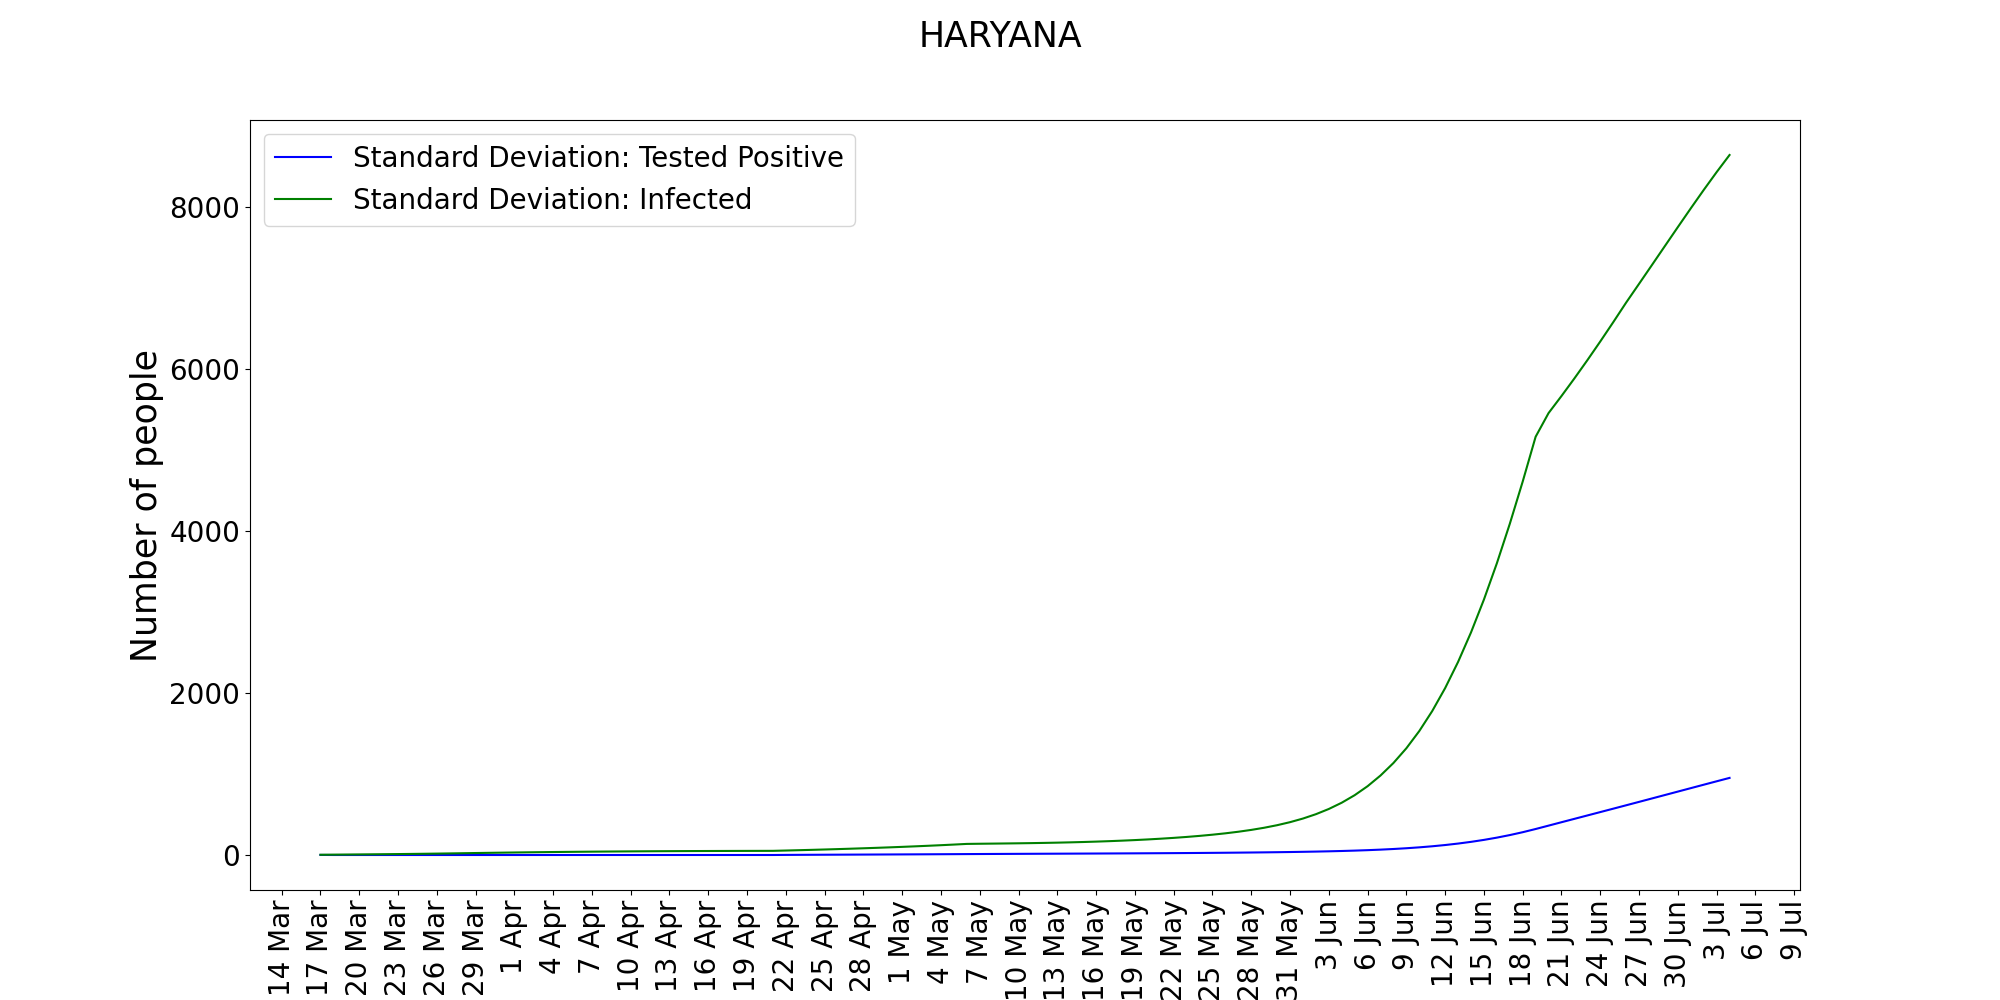 HARYANA
Standard Deviation: Tested Positive
Standard Deviation: Infected
Number of people
8000
6000
4000
2000
0
14 Mar
17 Mar
20 Mar
23 Mar
26 Mar
29 Mar
1 Apr
4 Apr
7 Apr
10 Apr
13 Apr
16 Apr
19 Apr
22 Apr
25 Apr
28 Apr
1 May
4 May
7 May
10 May
13 May
16 May
19 May
22 May
25 May
28 May
31 May
3 Jun
6 Jun
9 Jun
12 Jun
15 Jun
18 Jun
21 Jun
24 Jun
27 Jun
30 Jun
3 Jul
6 Jul
9 Jul